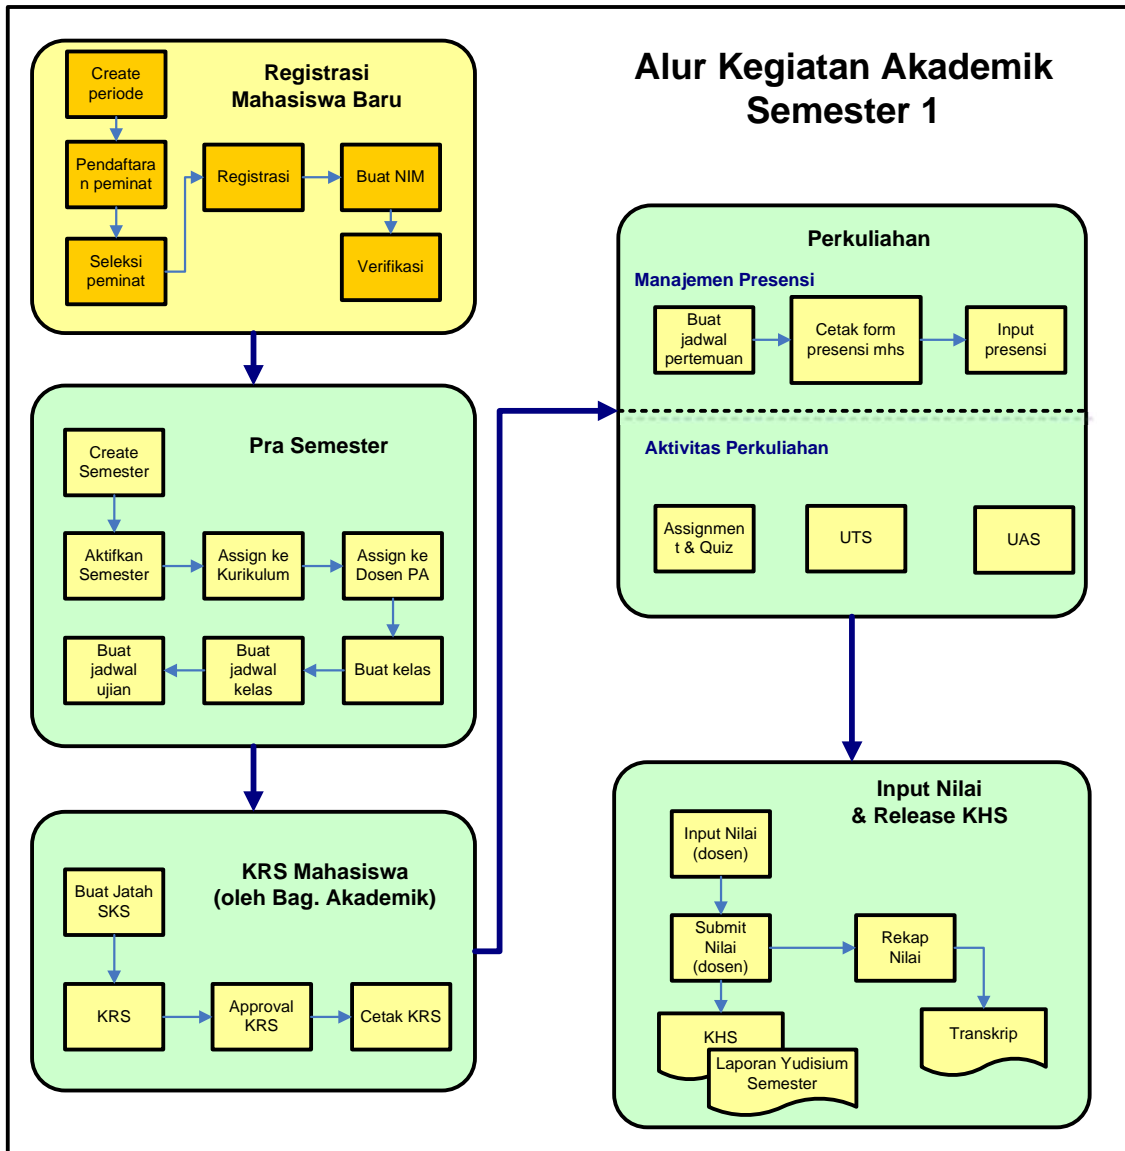 Alur Kegiatan Akademik
Semester 1
Registrasi
Mahasiswa Baru
Create
periode
Pendaftara
n peminat
Seleksi
peminat
Registrasi
Buat NIM
Verifikasi
Pra Semester
Create
Semester
Aktifkan
Semester
Assign ke
Kurikulum
Assign ke
Dosen PA
Buat kelas
Buat
jadwal
kelas
Buat
jadwal
ujian
KRS Mahasiswa
(oleh Bag. Akademik)
Buat Jatah
SKS
KRS
Approval
KRS
Cetak KRS
Perkuliahan
Manajemen Presensi
Buat
jadwal
pertemuan
Cetak form
presensi mhs
Input
presensi
Aktivitas Perkuliahan
Assignmen
t & Quiz
UTS
UAS
Input Nilai
& Release KHS
Input Nilai
(dosen)
Submit
Nilai
(dosen)
Rekap
Nilai
KHS
Laporan Yudisium
Semester
Transkrip